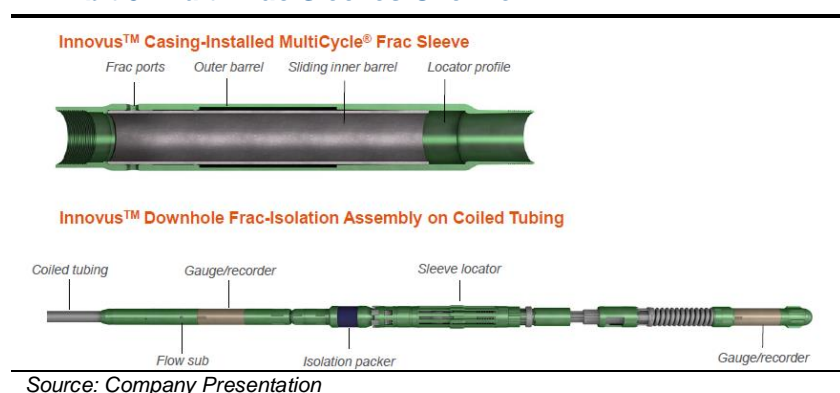 Innovus™ Casing-Installed MultiCycle® Frac Sleeve
Frac ports Outer barrel Sliding inner barrel Locator profile
Innovus™ Downhole Frac-Isolation Assembly on Coiled Tubing
Coiled tubing Gauge/recorder Sleeve locator
Flow sub Isolation packer Gauge/recorder
Source: Company Presentation